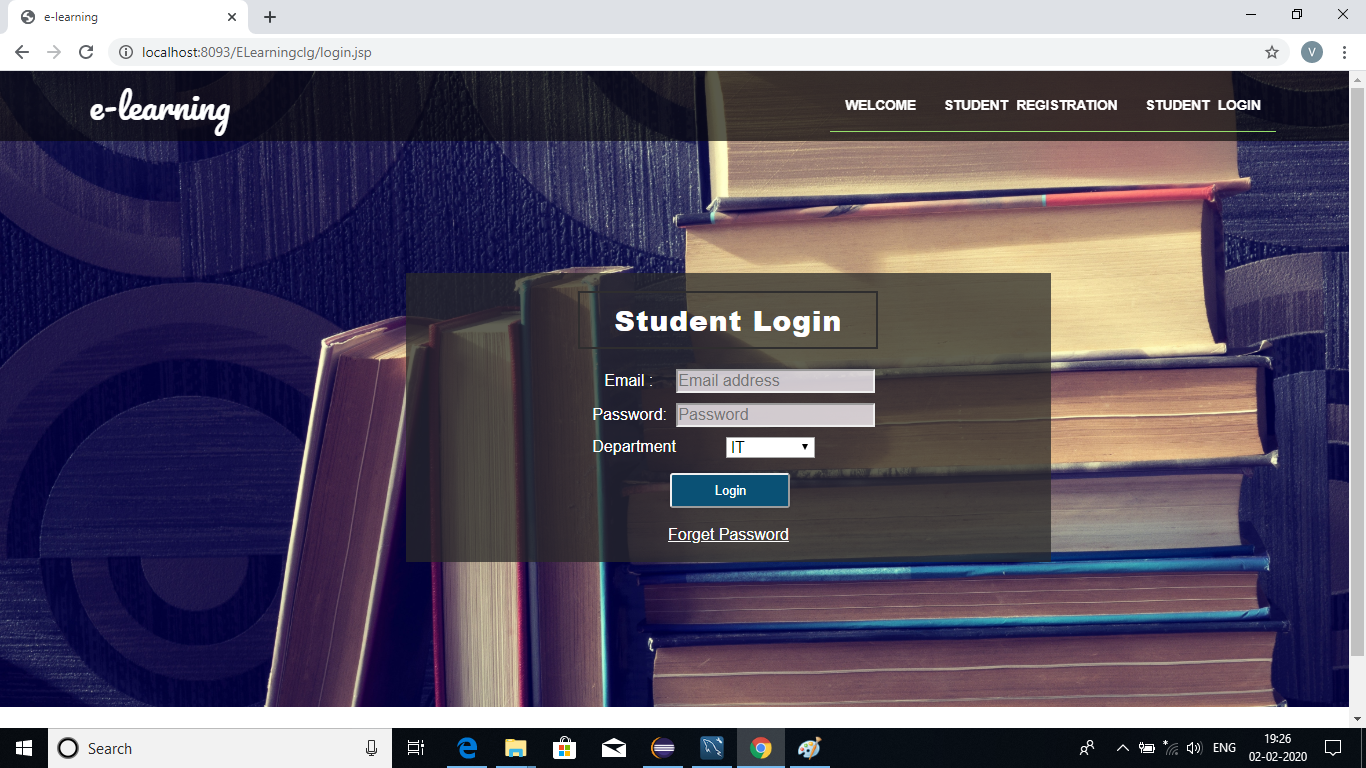 e-learning
localhost:8093/ELearningclg/login.jsp
V
e-learning
WELCOME STUDENT REGISTRATION STUDENT LOGIN
Student Login
Email : Email address
Password: Password
Department IT
Login
Forget Password
Search
ENG
19:26
02-02-2020